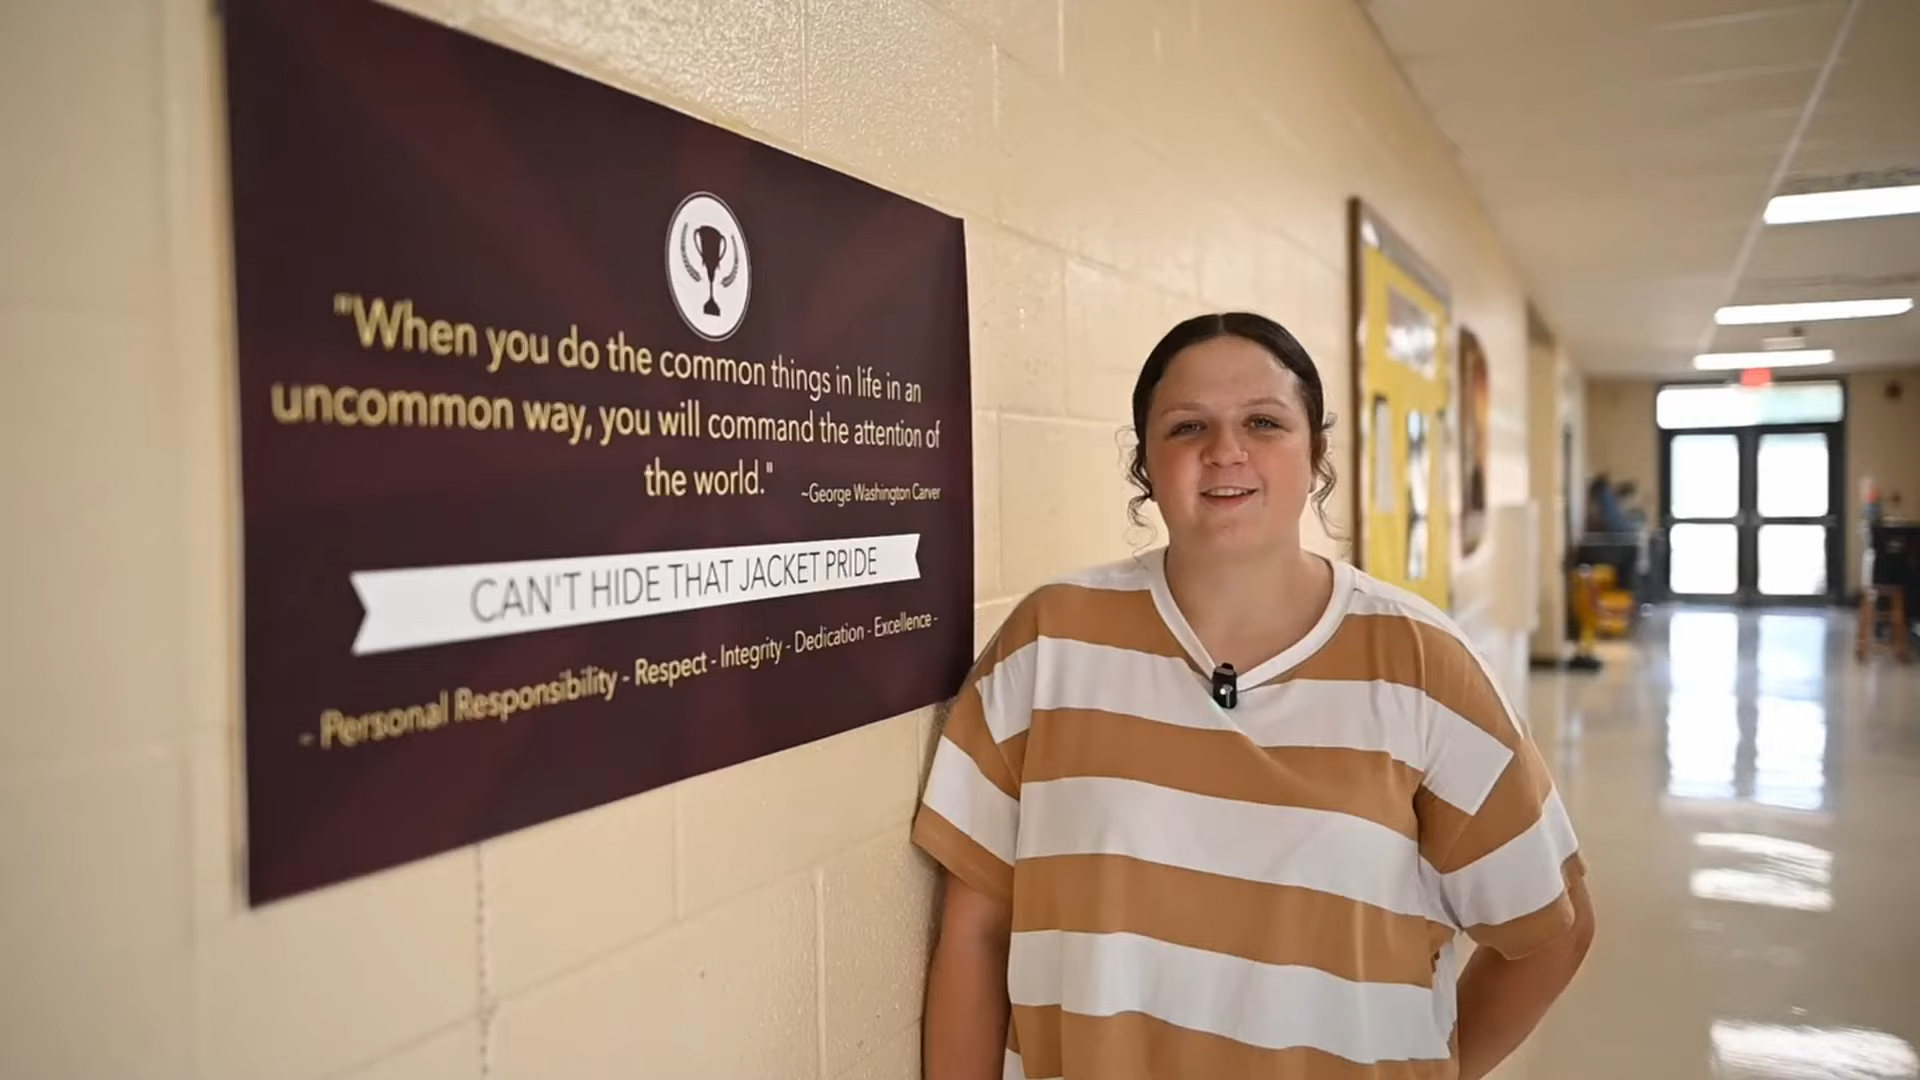 "When you do the common things in life in an
uncommon way, you will command the attention of
the world."
~George Washington Carver
CAN'T HIDE THAT JACKET PRIDE
- Personal Responsibility - Respect - Integrity - Dedication - Excellence -